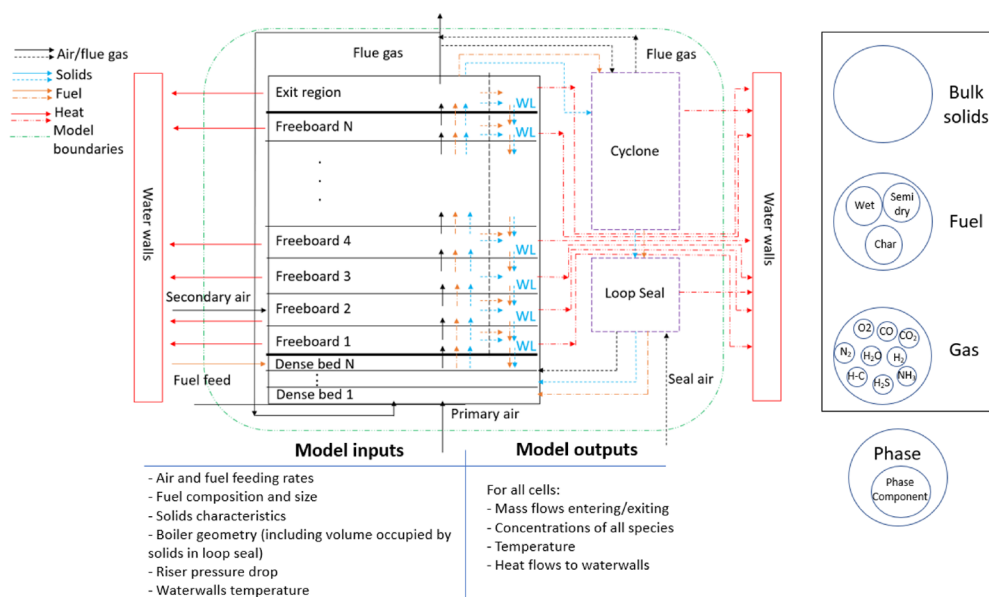 Air/flue gas
Solids
Fuel
Heat
Model
boundaries
Flue gas
Flue gas
Exit region
WL
Freeboard N
WL
.
.
.
Freeboard 4
WL
Freeboard 3
WL
Freeboard 2
WL
Freeboard 1
WL
Dense bed N
⋮
Dense bed 1
Cyclone
Loop Seal
Water walls
Water walls
Secondary air
Fuel feed
Primary air
Seal air
Bulk
solids
Wet
Semi
dry
Char
Fuel
O2
CO
CO₂
N₂
H₂O
H₂
H-C
H₂S
NH₃
Gas
Phase
Phase
Component
Model inputs
- Air and fuel feeding rates
- Fuel composition and size
- Solids characteristics
- Boiler geometry (including volume occupied by
solids in loop seal)
- Riser pressure drop
- Waterwalls temperature
Model outputs
For all cells:
- Mass flows entering/exiting
- Concentrations of all species
- Temperature
- Heat flows to waterwalls